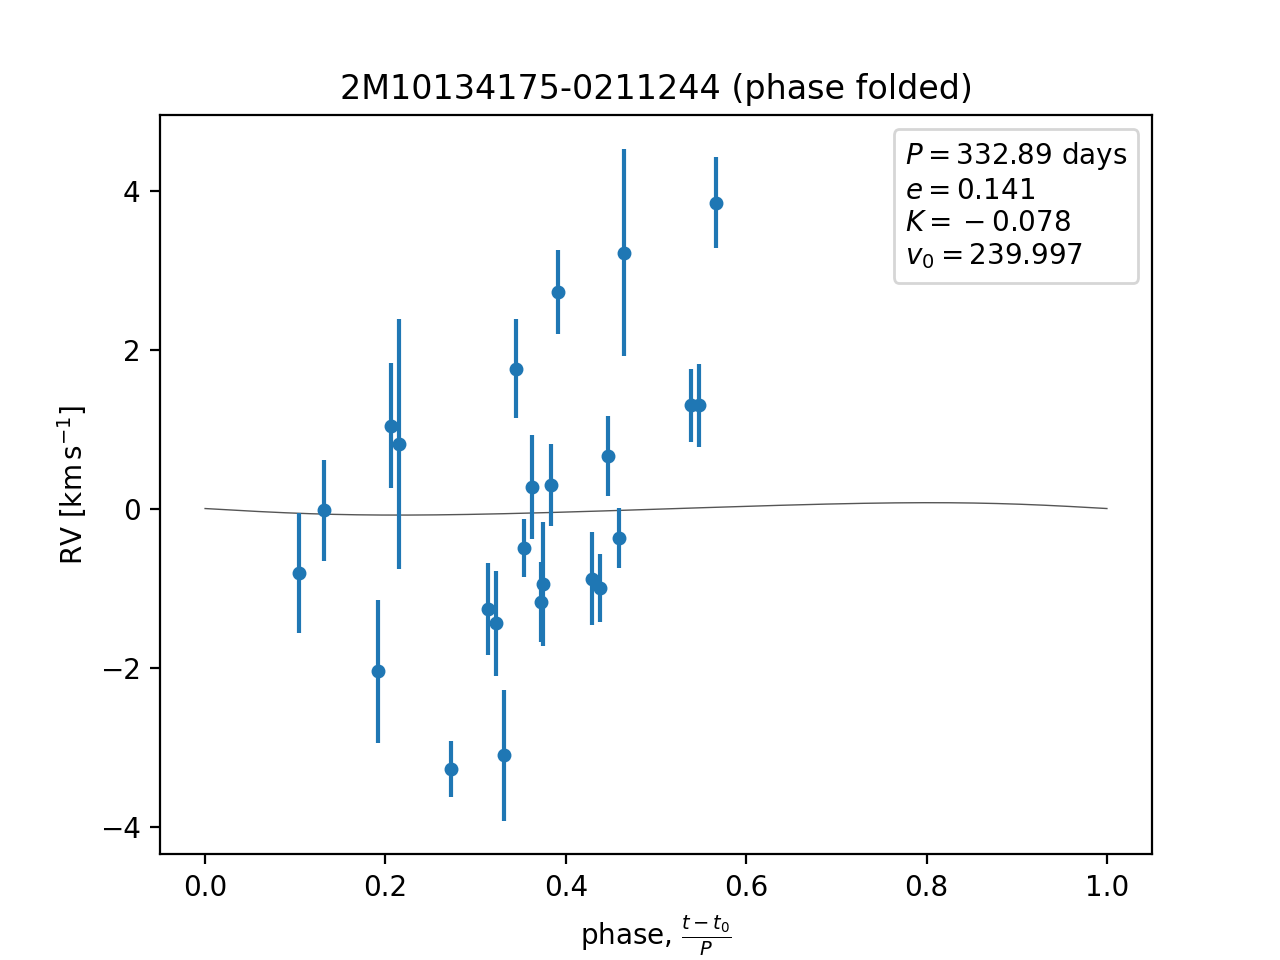 2M10134175-0211244 (phase folded)
P = 332.89 days
e = 0.141
K = −0.078
v₀ = 239.997
RV [km s⁻¹]
4
2
0
−2
−4
0.0 0.2 0.4 0.6 0.8 1.0
phase, (t − t₀)/P